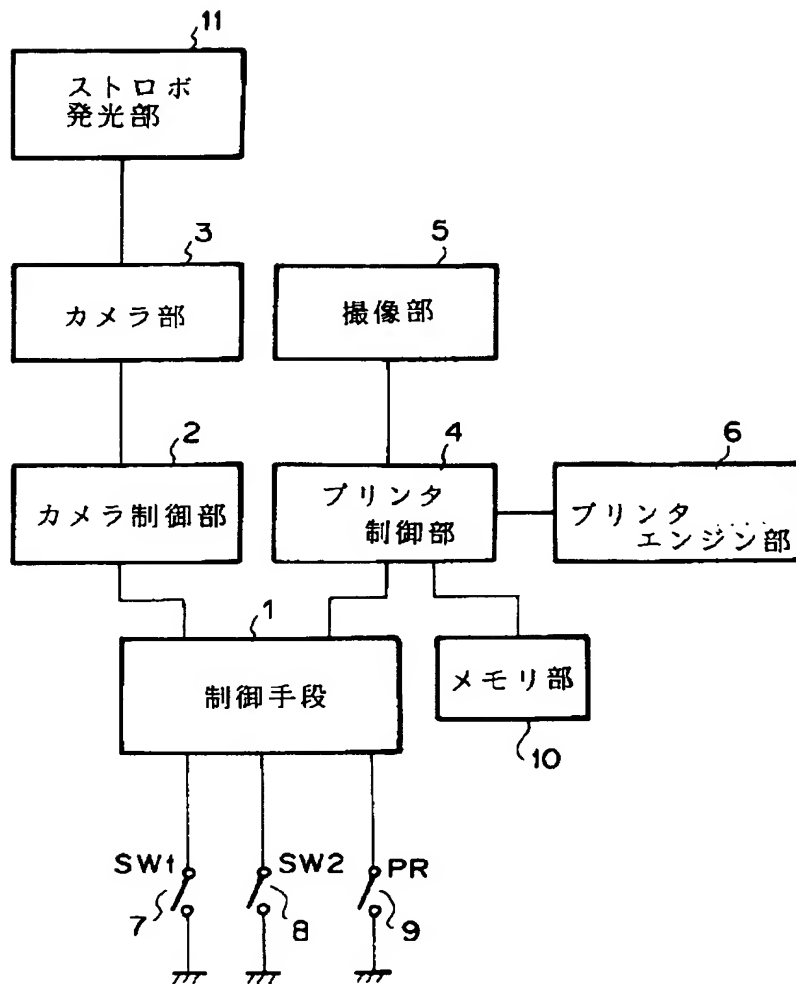 11
ストロボ
発光部
3
カメラ部
5
撮像部
2
カメラ制御部
4
プリンタ
制御部
6
プリンタ
エンジン部
1
制御手段
メモリ部
10
SW1
7
SW2
8
PR
9